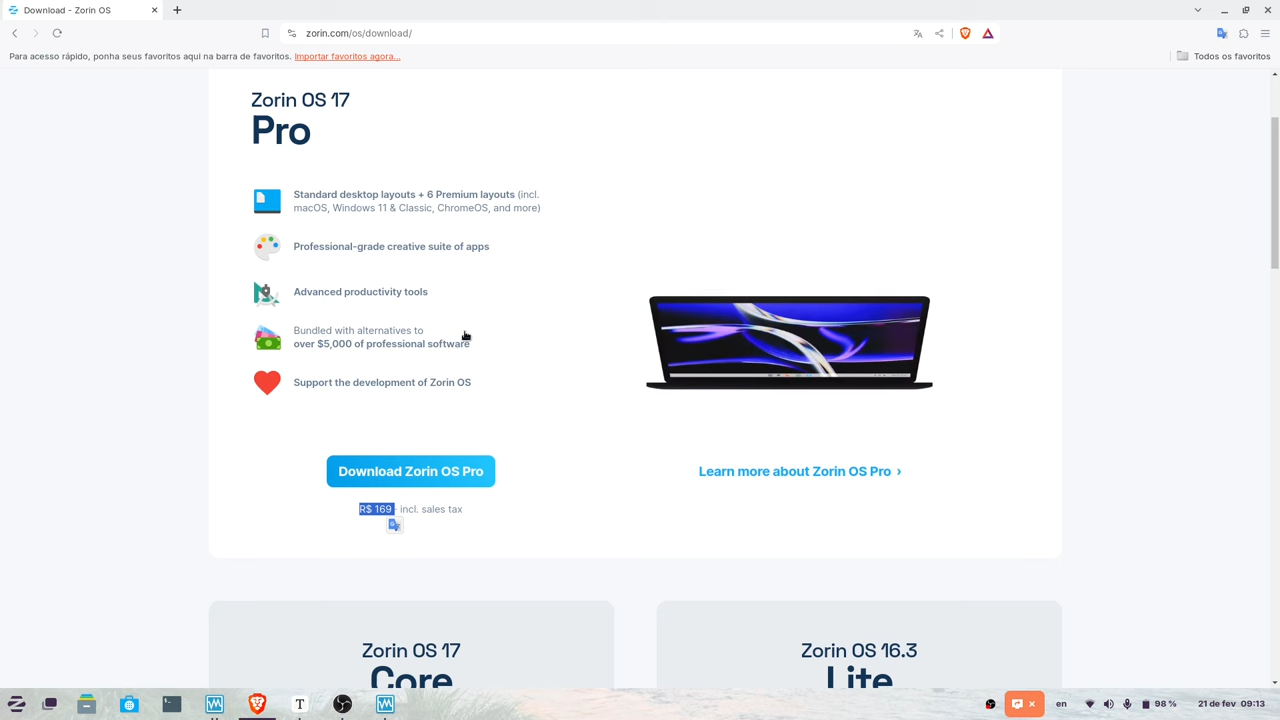 Download - Zorin OS
zorin.com/os/download/
Para acesso rápido, ponha seus favoritos aqui na barra de favoritos. Importar favoritos agora...
Todos os favoritos
Zorin OS 17
Pro
Standard desktop layouts + 6 Premium layouts (incl.
macOS, Windows 11 & Classic, ChromeOS, and more)
Professional-grade creative suite of apps
Advanced productivity tools
Bundled with alternatives to
over $5,000 of professional software
Support the development of Zorin OS
Download Zorin OS Pro
Learn more about Zorin OS Pro ›
R$ 169 · incl. sales tax
Zorin OS 17
Core
Zorin OS 16.3
Lite
en
98 %
21 de fev 09:13